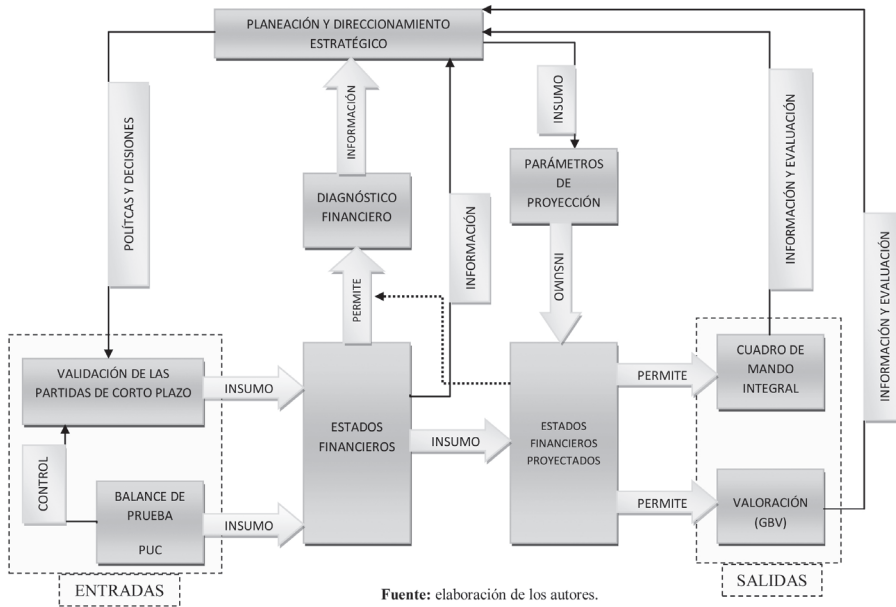 PLANEACIÓN Y DIRECCIONAMIENTO
ESTRATÉGICO
POLÍTCAS Y DECISIONES
INFORMACIÓN
INSUMO
PARÁMETROS
DE
PROYECCIÓN
DIAGNÓSTICO
FINANCIERO
INFORMACIÓN
INFORMACIÓN Y EVALUACIÓN
INFORMACIÓN Y EVALUACIÓN
PERMITE
INSUMO
VALIDACIÓN DE LAS
PARTIDAS DE CORTO PLAZO
INSUMO
ESTADOS
FINANCIEROS
INSUMO
ESTADOS
FINANCIEROS
PROYECTADOS
PERMITE
CUADRO DE
MANDO
INTEGRAL
CONTROL
BALANCE DE
PRUEBA
PUC
INSUMO
PERMITE
VALORACIÓN
(GBV)
ENTRADAS
SALIDAS
Fuente: elaboración de los autores.